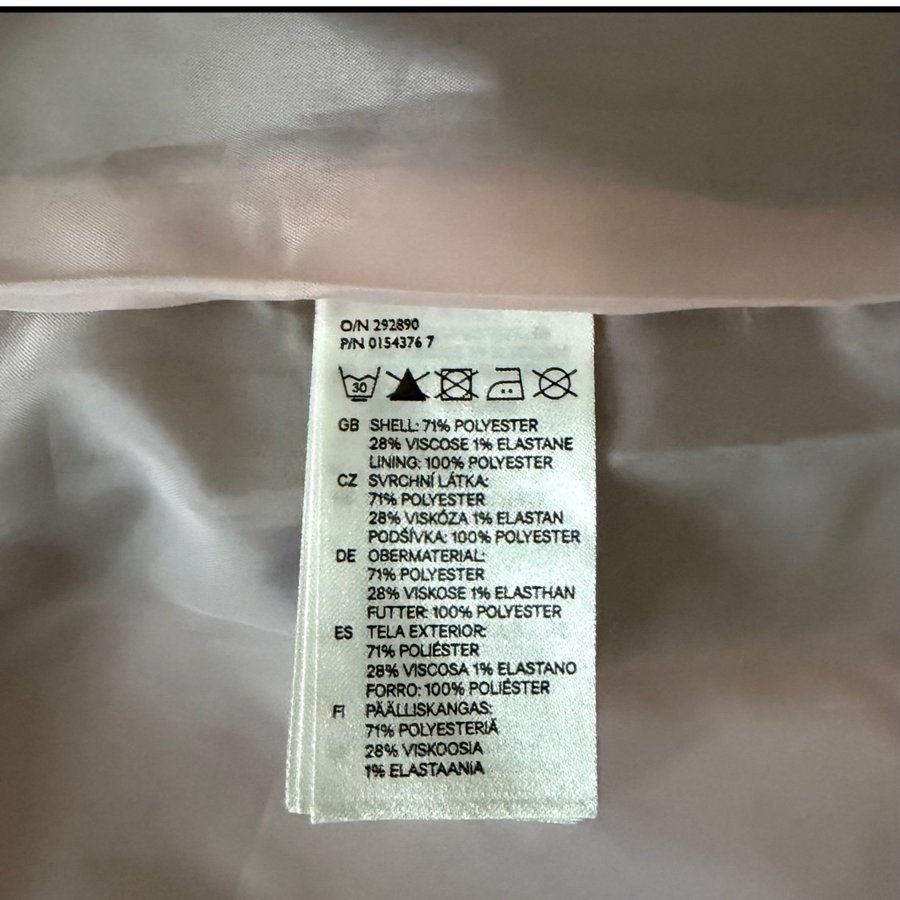 O/N 292890
P/N 0154376 7
30
GB SHELL: 71% POLYESTER
28% VISCOSE 1% ELASTANE
LINING: 100% POLYESTER
CZ SVRCHNÍ LÁTKA:
71% POLYESTER
28% VISKÓZA 1% ELASTAN
PODŠÍVKA: 100% POLYESTER
DE OBERMATERIAL:
71% POLYESTER
28% VISKOSE 1% ELASTHAN
FUTTER: 100% POLYESTER
ES TELA EXTERIOR:
71% POLIÉSTER
28% VISCOSA 1% ELASTANO
FORRO: 100% POLIÉSTER
FI PÄÄLLISKANGAS:
71% POLYESTERIÄ
28% VISKOOSIA
1% ELASTAANIA